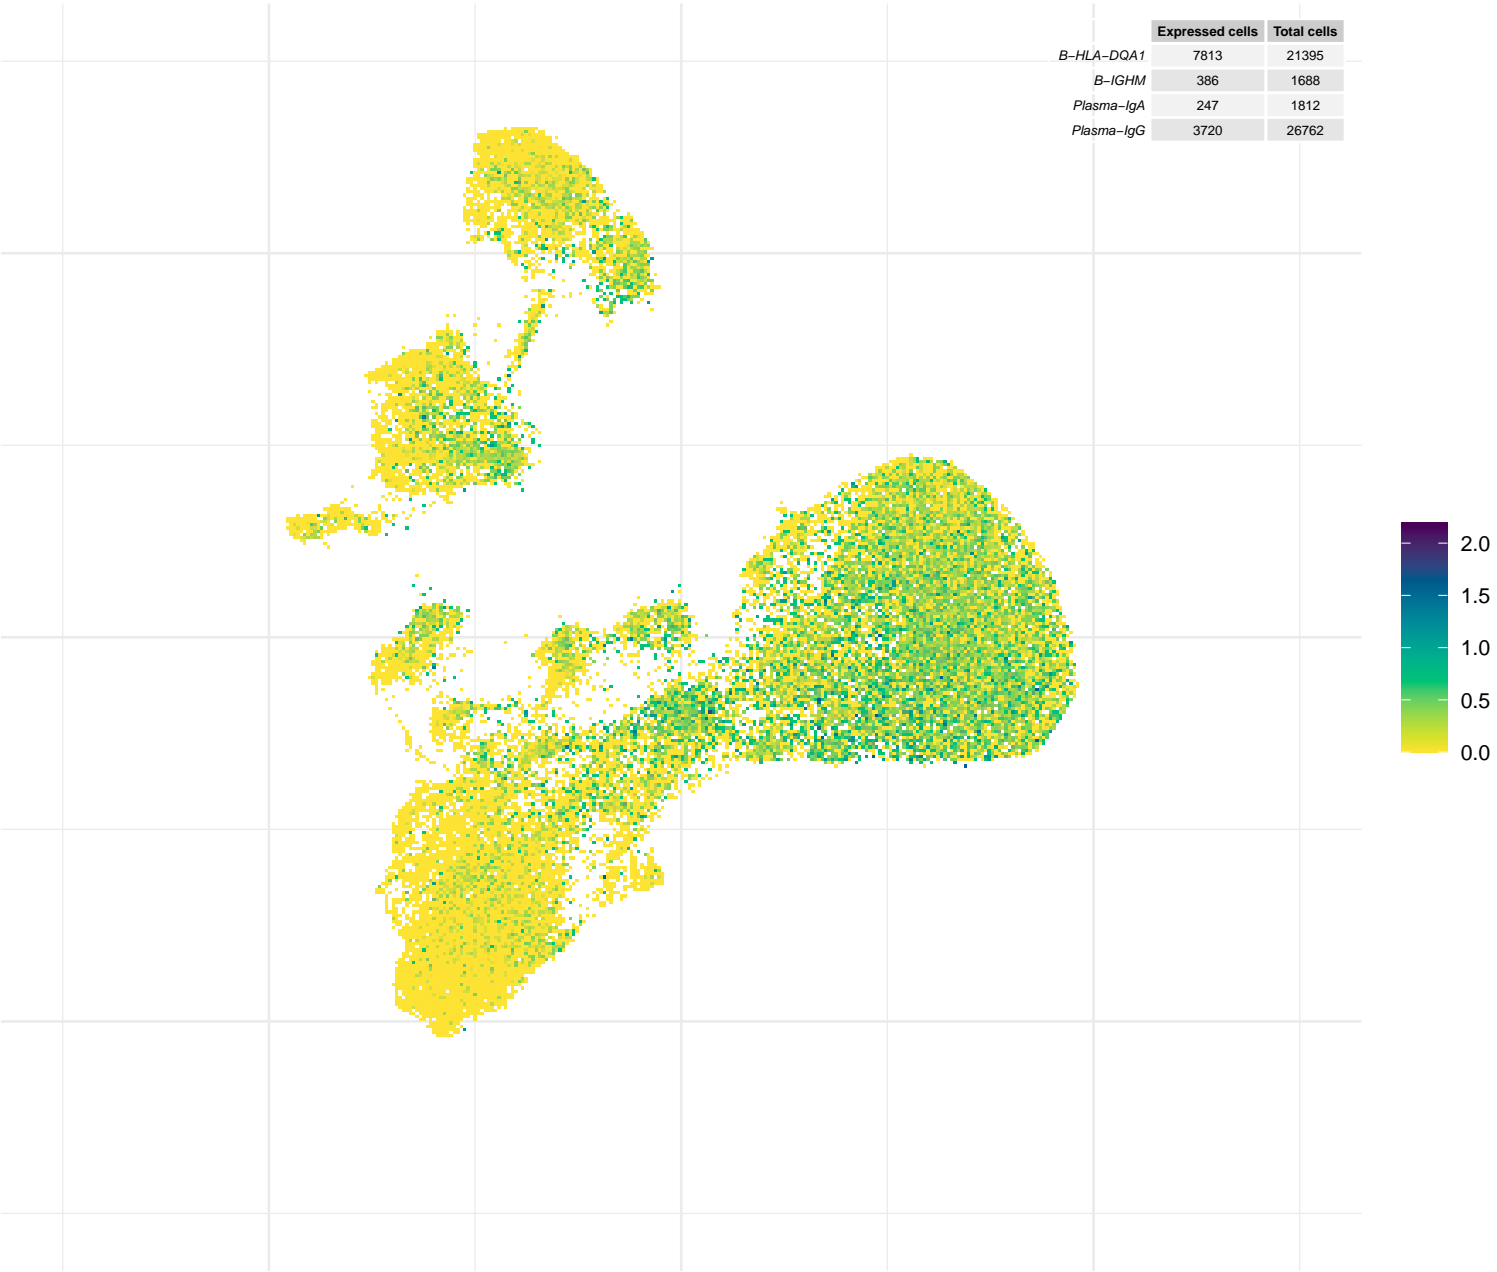 Expressed cells Total cells
B−HLA−DQA1 7813 21395
B−IGHM 386 1688
Plasma−IgA 247 1812
Plasma−IgG 3720 26762
2.0
1.5
1.0
0.5
0.0